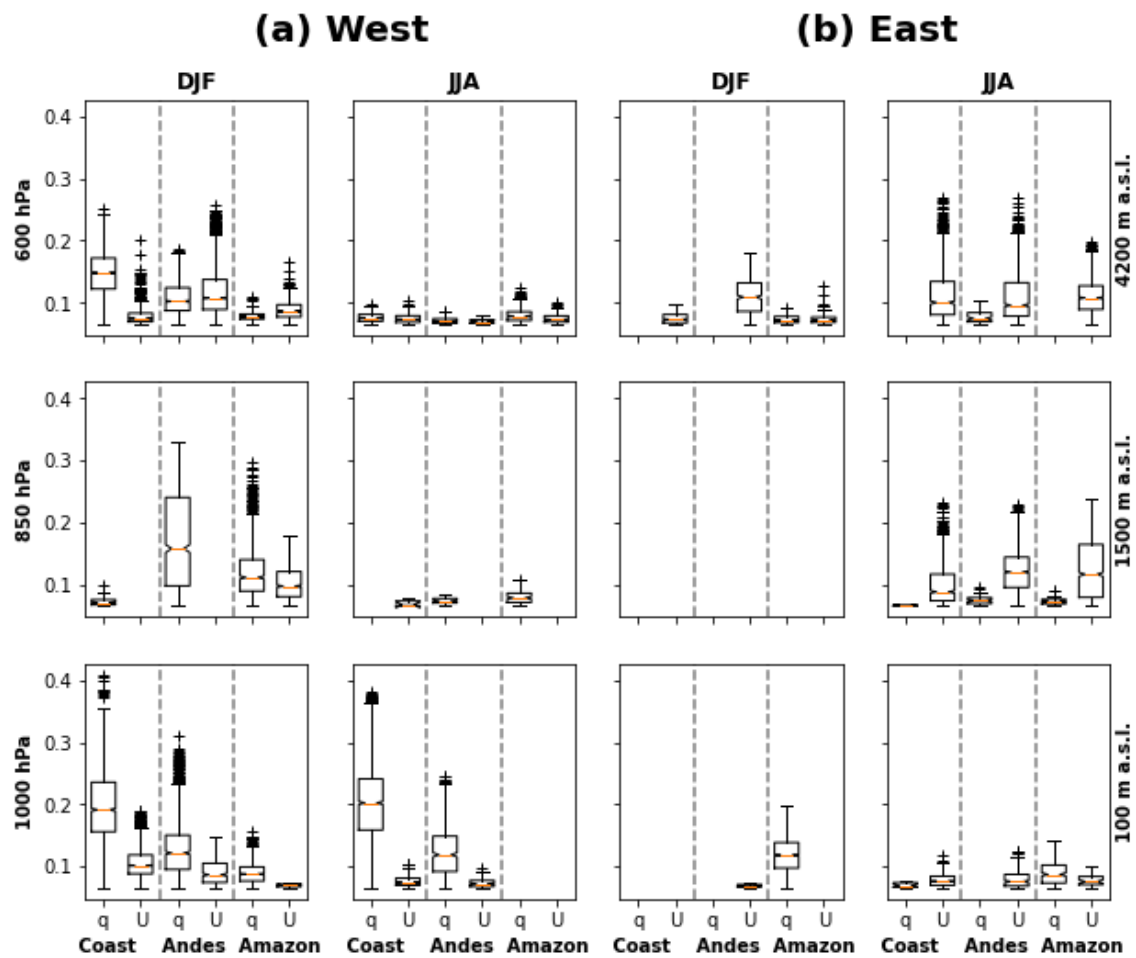 (a) West (b) East
DJF JJA DJF JJA
0.4
0.3
0.2
0.1
600 hPa
4200 m a.s.l.
0.4
0.3
0.2
0.1
850 hPa
1500 m a.s.l.
0.4
0.3
0.2
0.1
1000 hPa
100 m a.s.l.
q U q U q U q U q U q U q U q U q U q U q U q U
Coast Andes Amazon Coast Andes Amazon Coast Andes Amazon Coast Andes Amazon